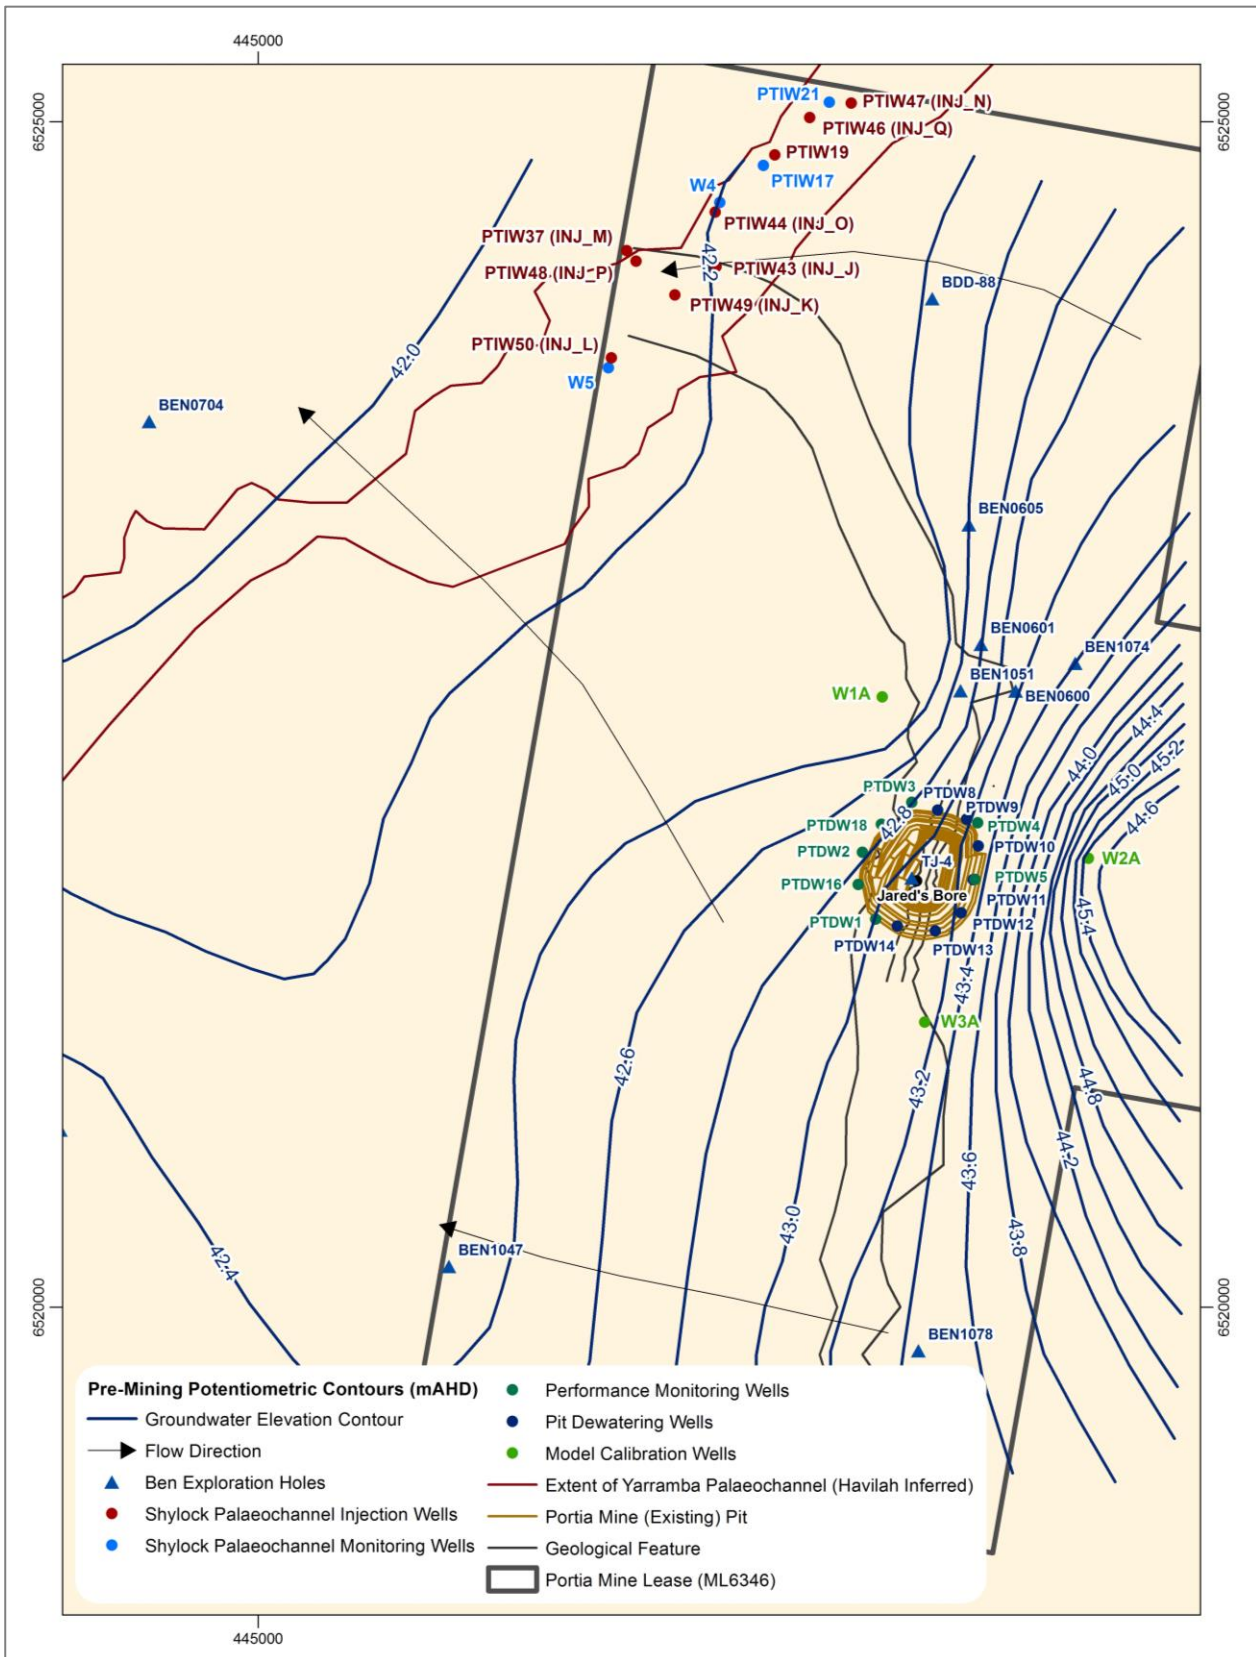 445000
6525000
6525000
PTIW21
PTIW47 (INJ_N)
PTIW46 (INJ_Q)
PTIW19
PTIW17
W4
PTIW44 (INJ_O)
PTIW37 (INJ_M)
42.2
PTIW48 (INJ_P)
PTIW43 (INJ_J)
BDD-88
PTIW49 (INJ_K)
PTIW50 (INJ_L)
42.0
W5
BEN0704
BEN0605
BEN0601
BEN1074
BEN1051
W1A
BEN0600
44.4
44.0
45.2
45.0
PTDW3
PTDW8
PTDW9
44.6
PTDW18
42.8
PTDW4
PTDW2
PTDW10
TJ-4
W2A
PTDW16
PTDW5
Jared's Bore
PTDW11
45.4
PTDW1
PTDW12
PTDW14
PTDW13
43.4
W3A
42.6
43.2
44.8
44.2
43.6
43.0
43.8
BEN1047
42.4
6520000
6520000
BEN1078
Pre-Mining Potentiometric Contours (mAHD)
Groundwater Elevation Contour
Flow Direction
Ben Exploration Holes
Shylock Palaeochannel Injection Wells
Shylock Palaeochannel Monitoring Wells
Performance Monitoring Wells
Pit Dewatering Wells
Model Calibration Wells
Extent of Yarramba Palaeochannel (Havilah Inferred)
Portia Mine (Existing) Pit
Geological Feature
Portia Mine Lease (ML6346)
445000